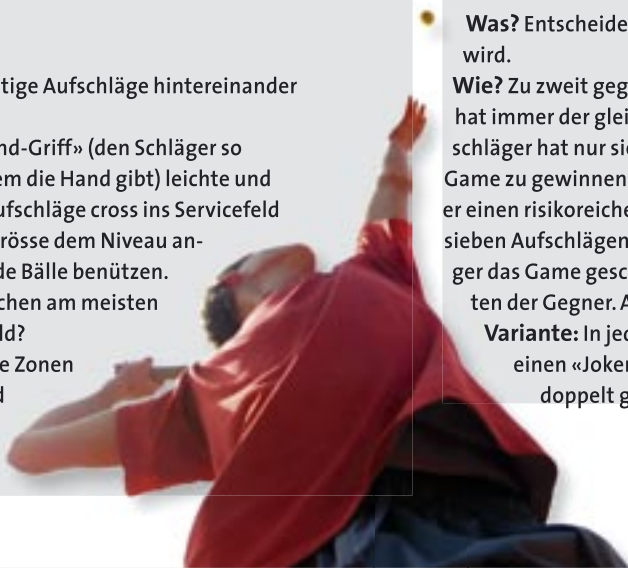 tige Aufschläge hintereinander
nd-Griff» (den Schläger so
em die Hand gibt) leichte und
ufschläge cross ins Servicefeld
rösse dem Niveau an-
de Bälle benützen.
chen am meisten
ld?
e Zonen
d
Was? Entscheide
wird.
Wie? Zu zweit geg
hat immer der glei
schläger hat nur si
Game zu gewinnen
er einen risikoreiche
sieben Aufschlägen
ger das Game gesc
ten der Gegner. A
Variante: In jed
einen «Joker
doppelt g